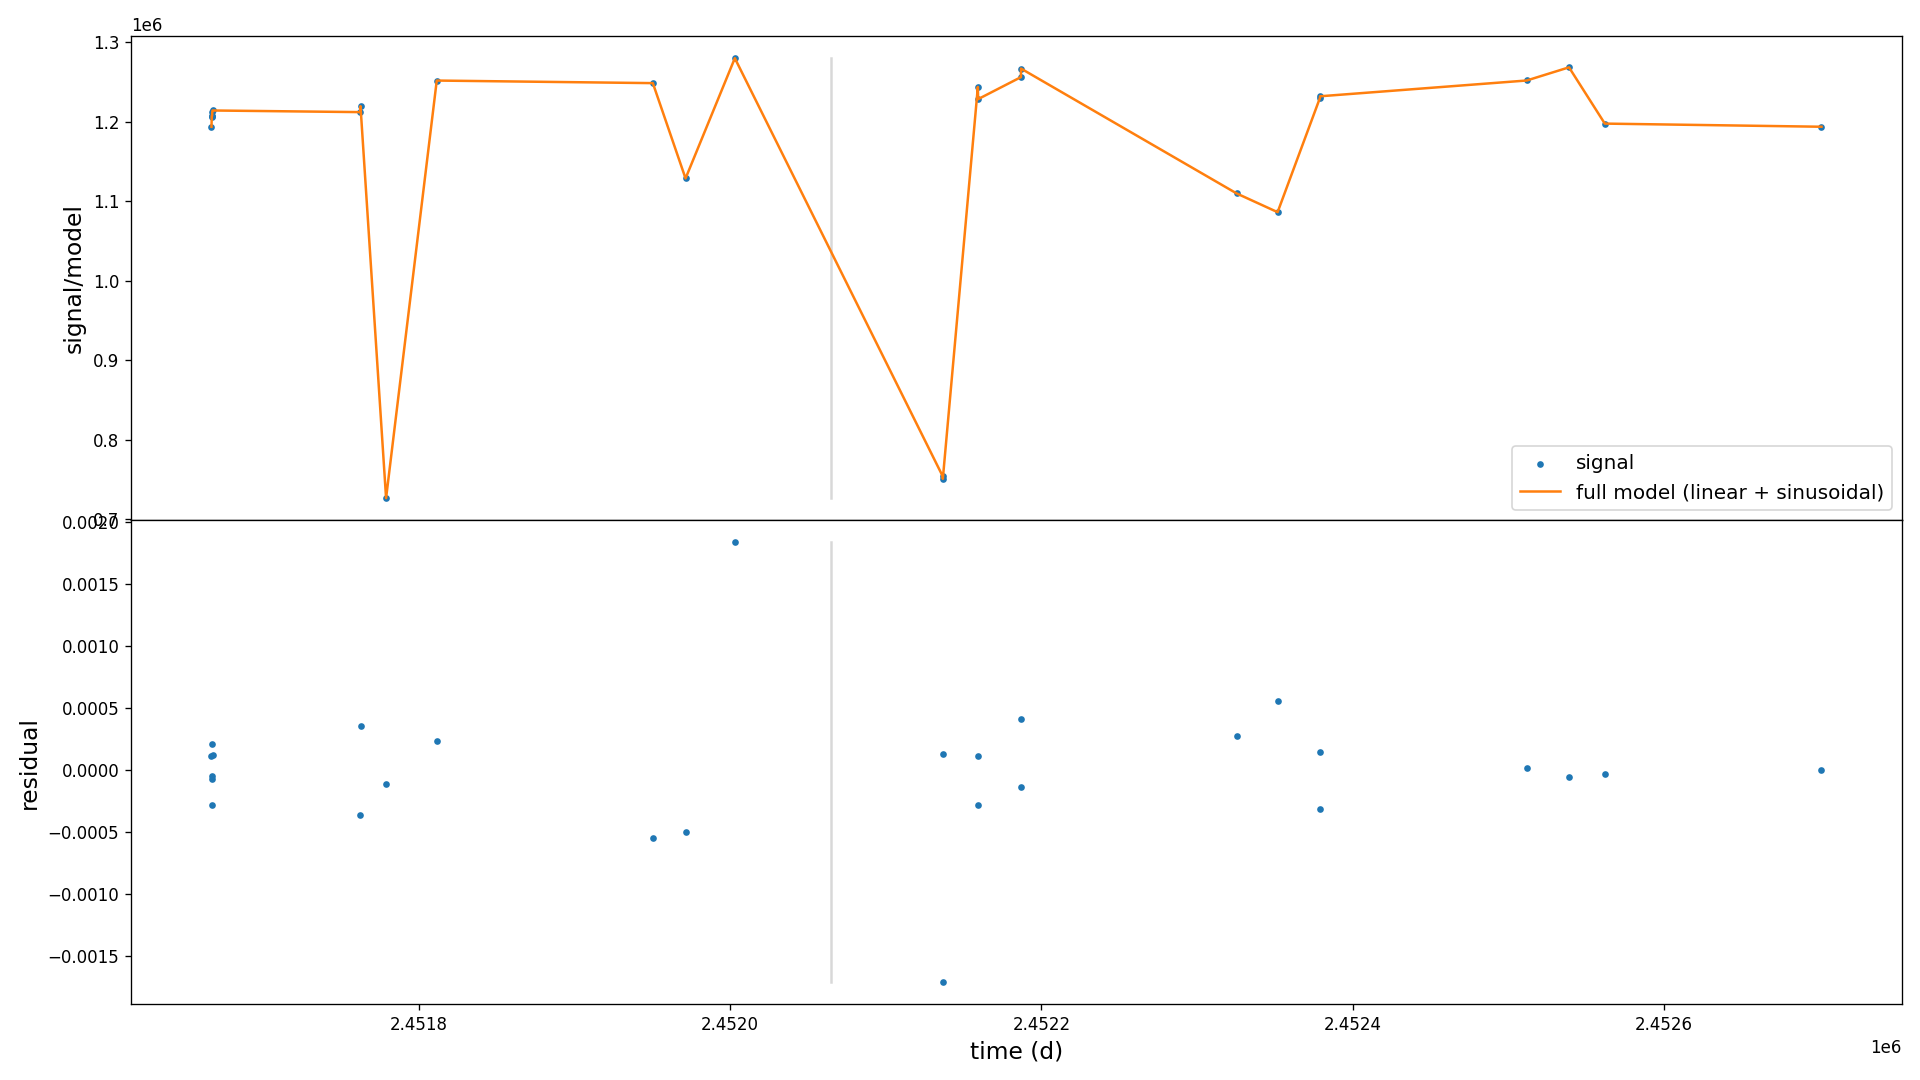 1e6
1.3
1.2
1.1
1.0
0.9
0.8
0.7
signal/model
signal
full model (linear + sinusoidal)
0.0020
0.0015
0.0010
0.0005
0.0000
−0.0005
−0.0010
−0.0015
residual
2.4518
2.4520
2.4522
2.4524
2.4526
1e6
time (d)